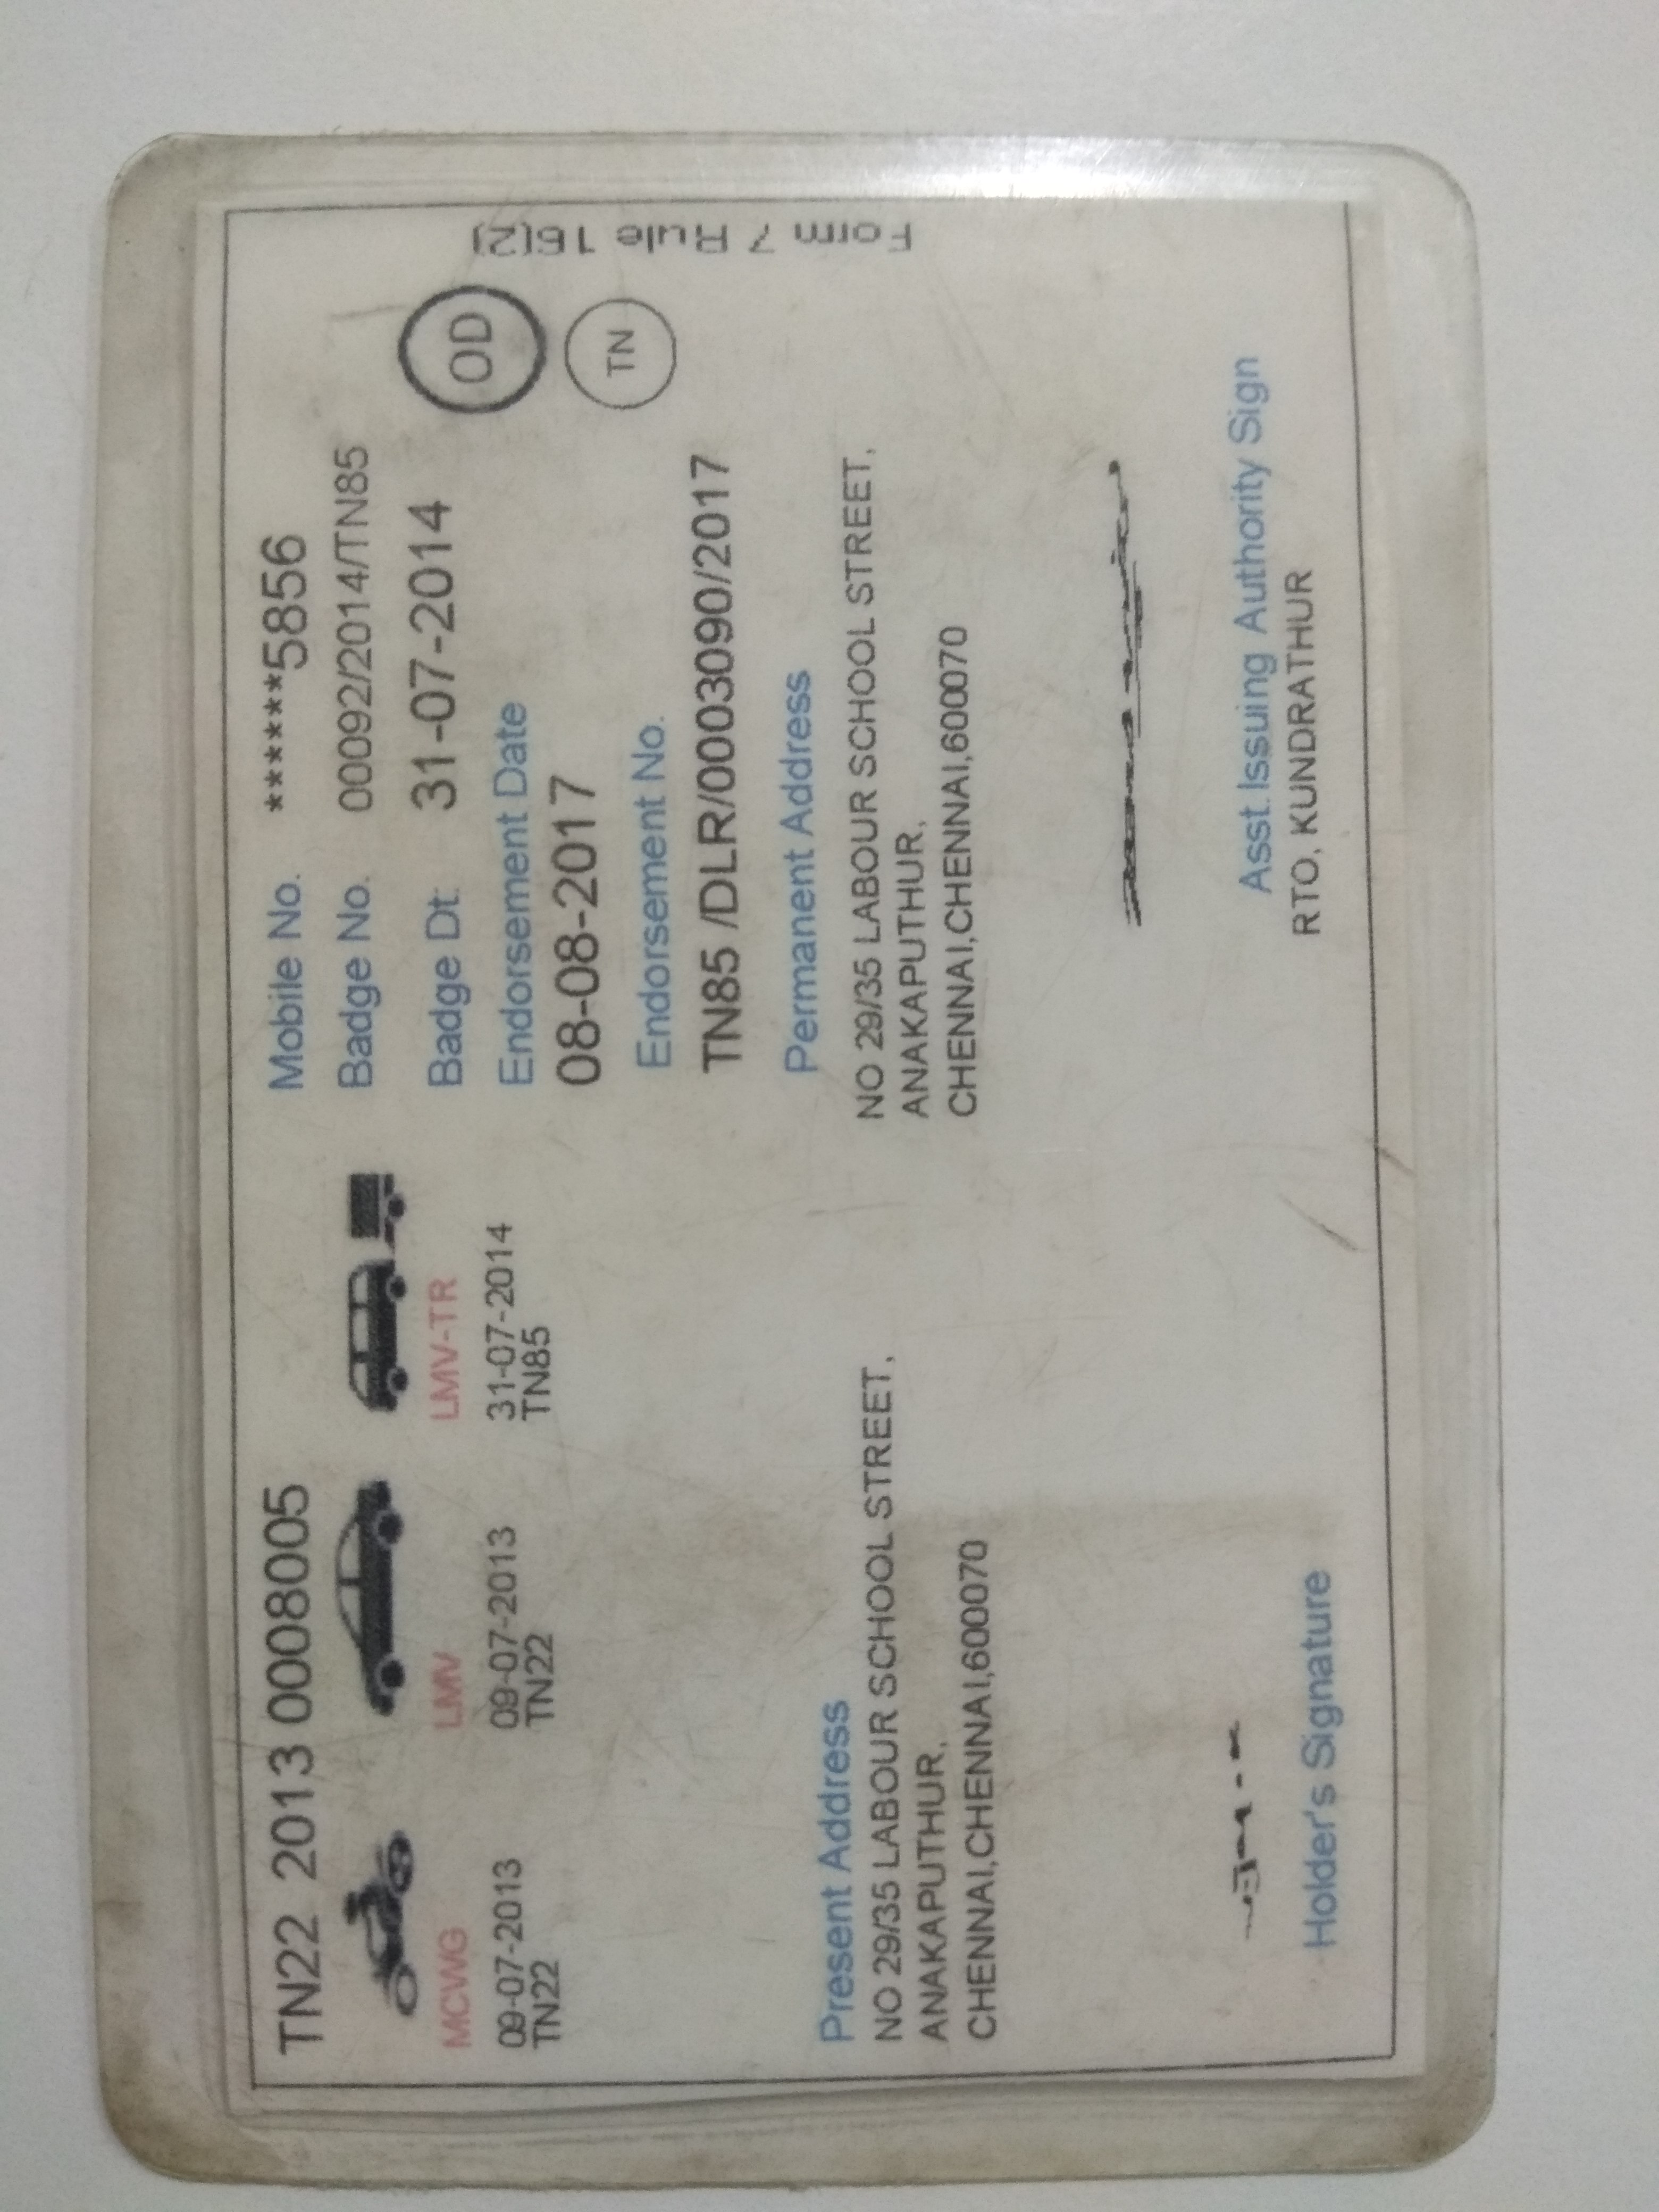 TN22 2013 0008005
MCWG
09-07-2013
TN22
LMV
09-07-2013
TN22
LMV-TR
31-07-2014
TN85
Mobile No. ******5856
Badge No. 00092/2014/TN85
Badge Dt. 31-07-2014
Endorsement Date
08-08-2017
Endorsement No.
TN85 /DLR/0003090/2017
OD
TN
Form 7 Rule 16(2)
Present Address
NO 29/35 LABOUR SCHOOL STREET,
ANAKAPUTHUR,
CHENNAI,CHENNAI,600070
Permanent Address
NO 29/35 LABOUR SCHOOL STREET,
ANAKAPUTHUR,
CHENNAI,CHENNAI,600070
Holder's Signature
Asst.Issuing Authority Sign
RTO, KUNDRATHUR